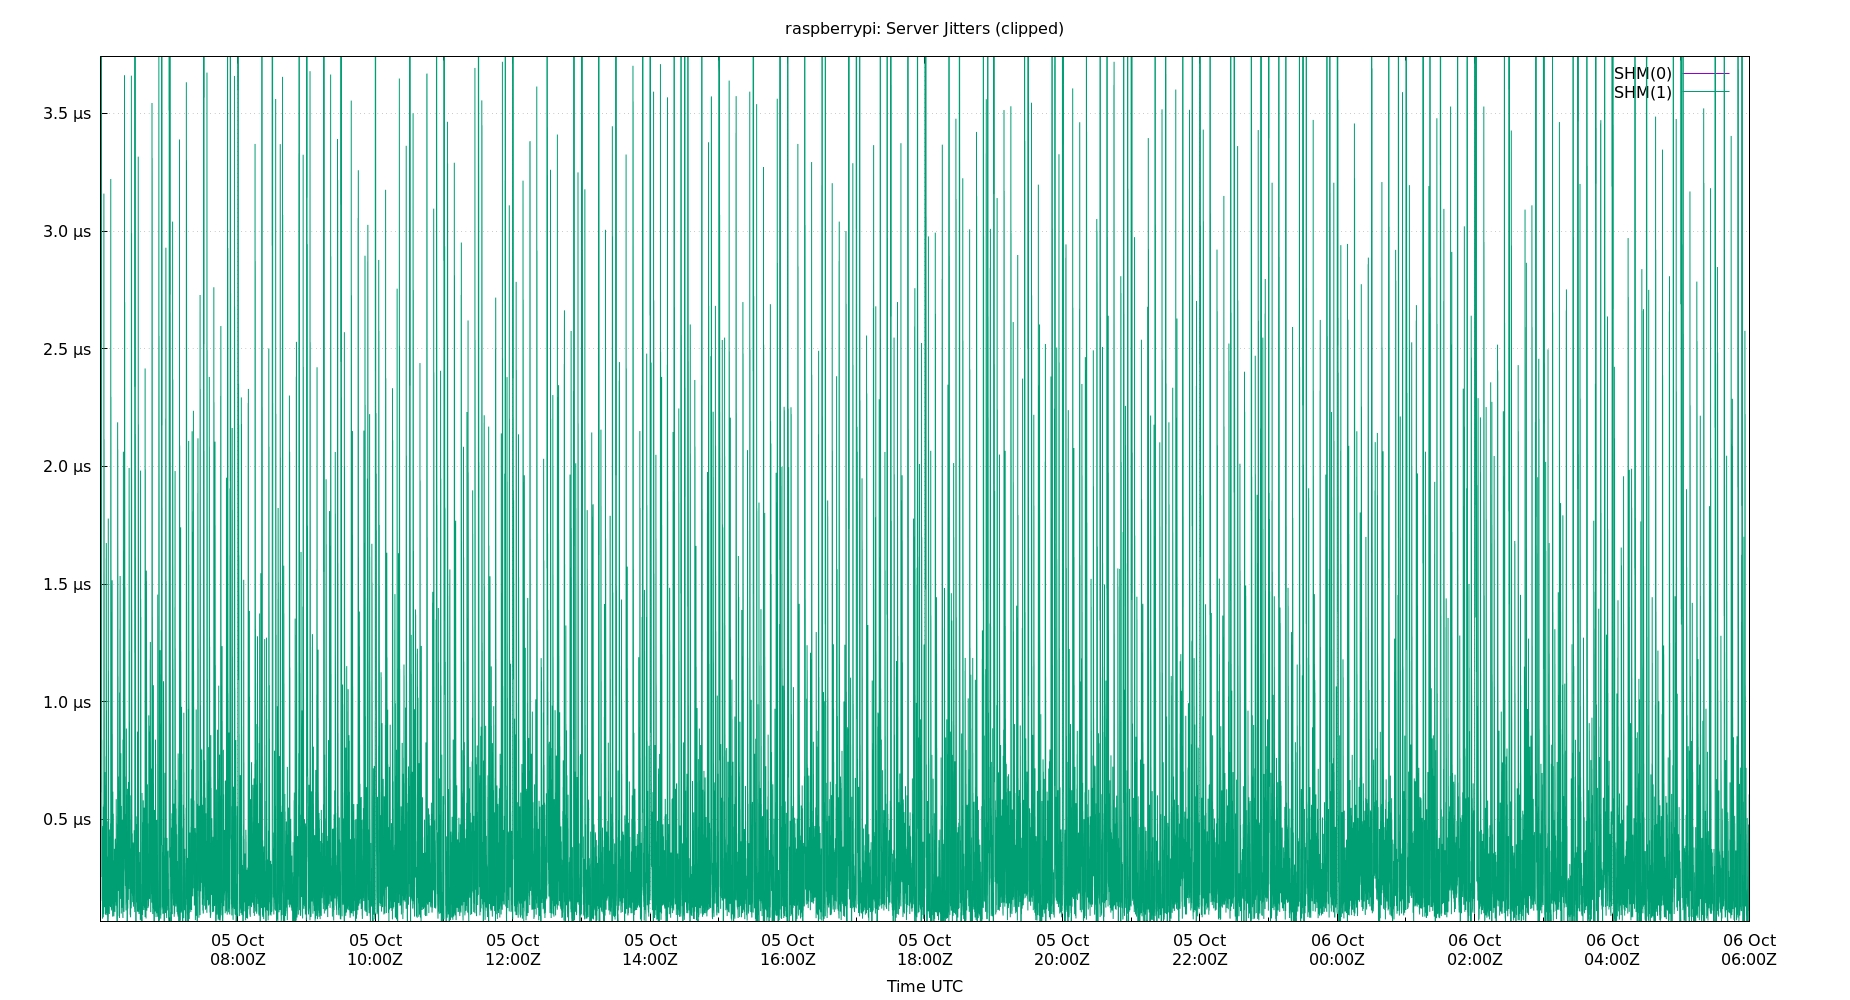 raspberrypi: Server Jitters (clipped)
SHM(0)
SHM(1)
3.5 µs
3.0 µs
2.5 µs
2.0 µs
1.5 µs
1.0 µs
0.5 µs
05 Oct 05 Oct 05 Oct 05 Oct 05 Oct 05 Oct 05 Oct 05 Oct 06 Oct 06 Oct 06 Oct 06 Oct
08:00Z 10:00Z 12:00Z 14:00Z 16:00Z 18:00Z 20:00Z 22:00Z 00:00Z 02:00Z 04:00Z 06:00Z
Time UTC